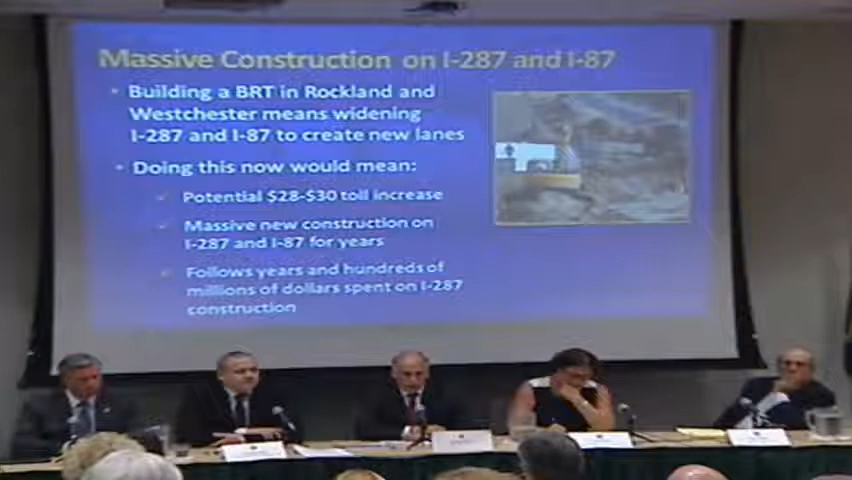 Massive Construction on I-287 and I-87
• Building a BRT in Rockland and
Westchester means widening
I-287 and I-87 to create new lanes
• Doing this now would mean:
✓ Potential $28-$30 toll increase
✓ Massive new construction on
I-287 and I-87 for years
✓ Follows years and hundreds of
millions of dollars spent on I-287
construction